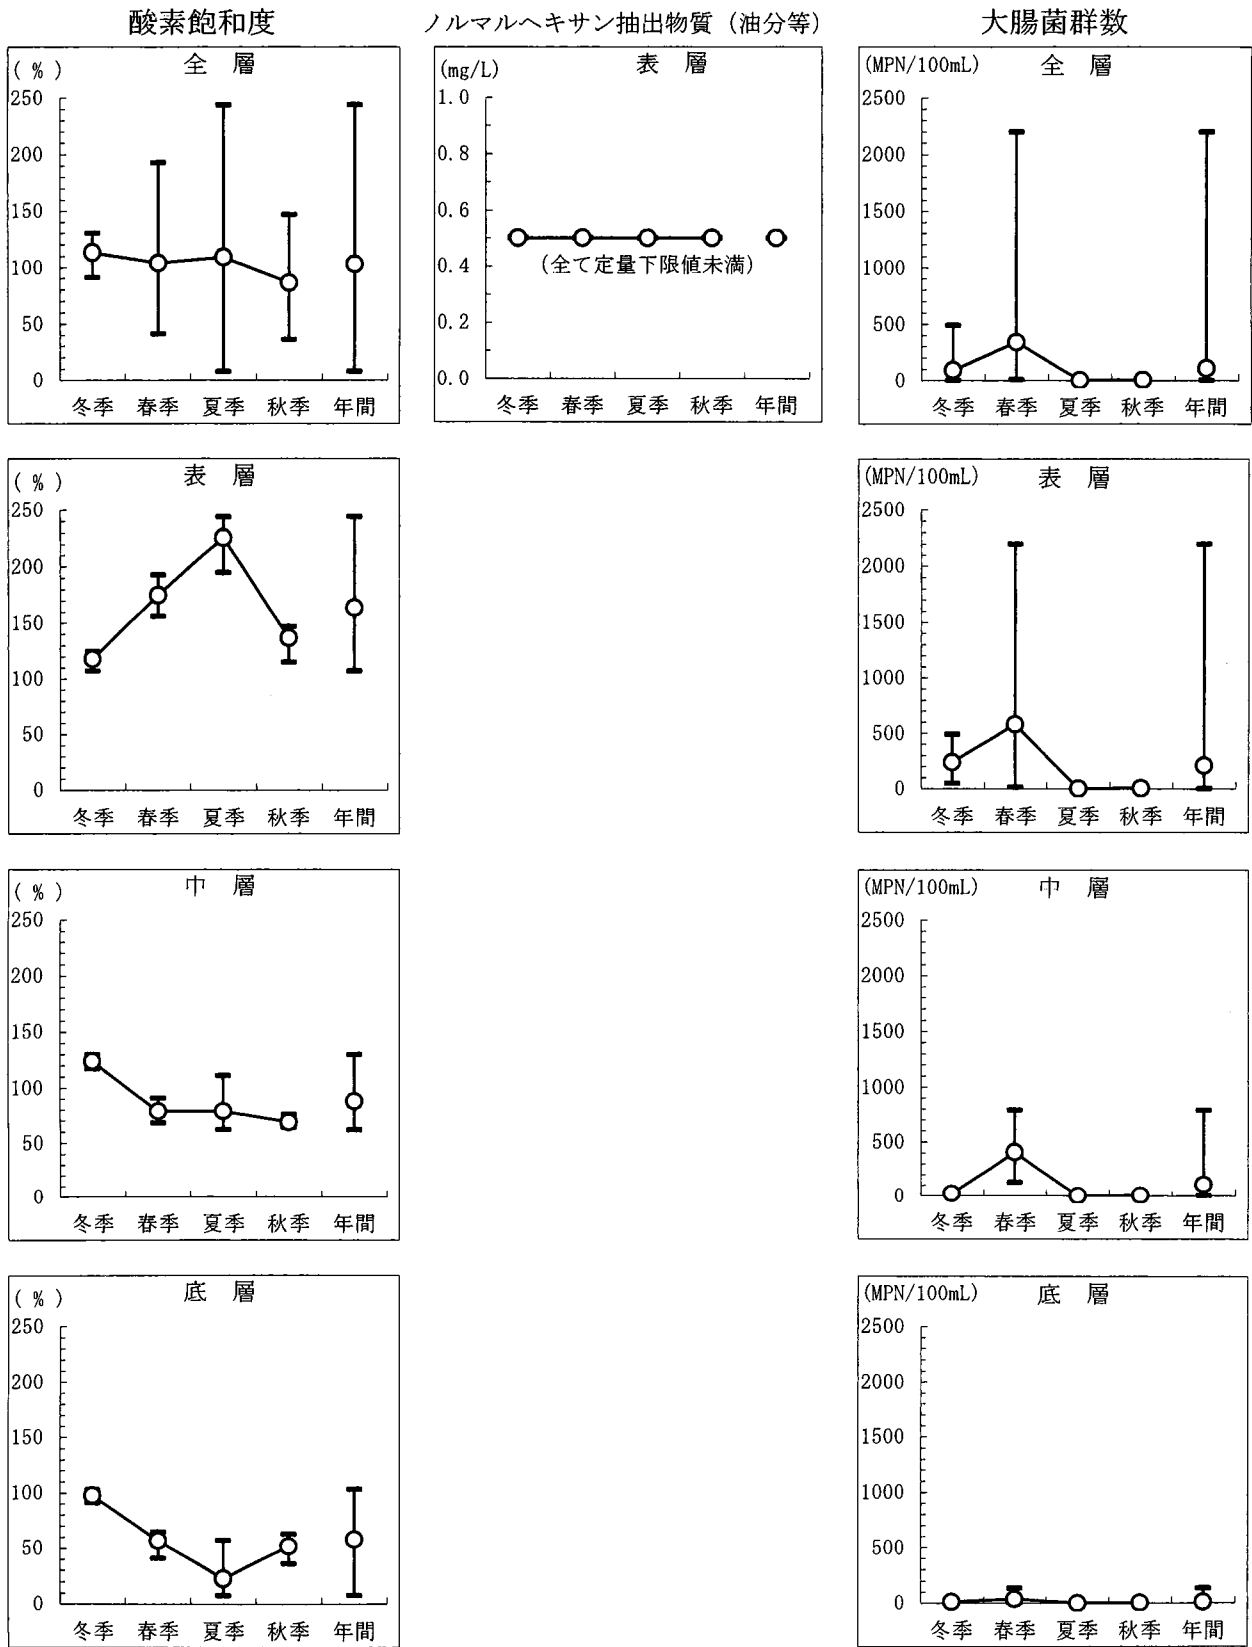 酸素飽和度
ノルマルヘキサン抽出物質 (油分等)
大腸菌群数
(%)
全 層
250
200
150
100
50
0
冬季 春季 夏季 秋季 年間
(mg/L)
表 層
1.0
0.8
0.6
0.4
0.2
0.0
(全て定量下限値未満)
冬季 春季 夏季 秋季 年間
(MPN/100mL)
全 層
2500
2000
1500
1000
500
0
冬季 春季 夏季 秋季 年間
(%)
表 層
250
200
150
100
50
0
冬季 春季 夏季 秋季 年間
(MPN/100mL)
表 層
2500
2000
1500
1000
500
0
冬季 春季 夏季 秋季 年間
(%)
中 層
250
200
150
100
50
0
冬季 春季 夏季 秋季 年間
(MPN/100mL)
中 層
2500
2000
1500
1000
500
0
冬季 春季 夏季 秋季 年間
(%)
底 層
250
200
150
100
50
0
冬季 春季 夏季 秋季 年間
(MPN/100mL)
底 層
2500
2000
1500
1000
500
0
冬季 春季 夏季 秋季 年間